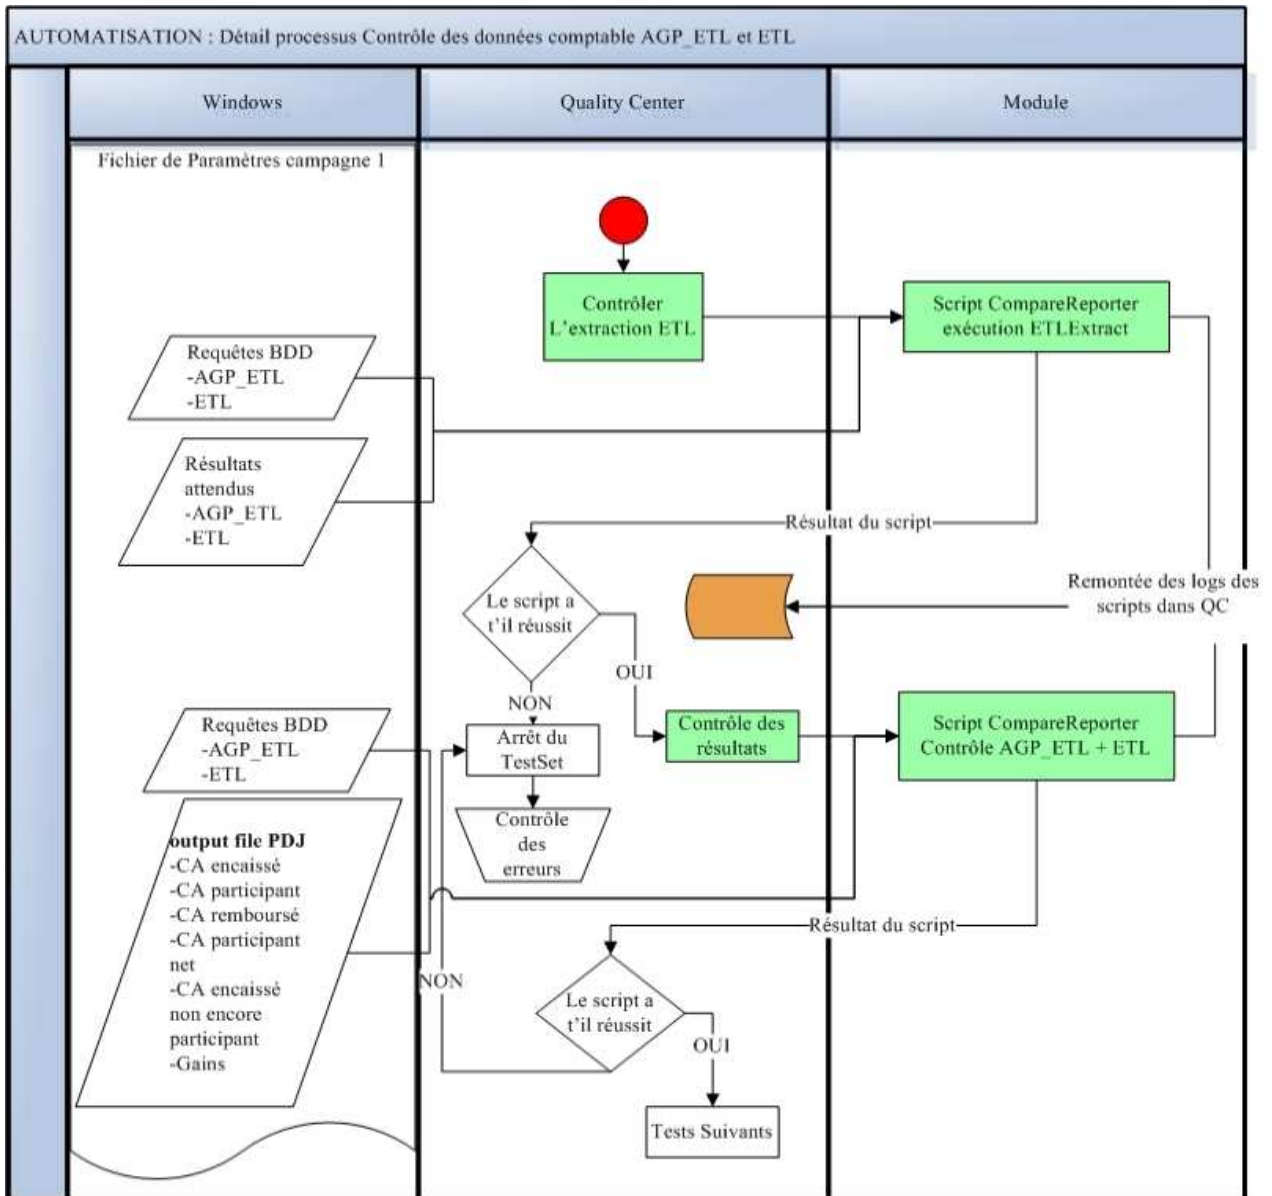 AUTOMATISATION : Détail processus Contrôle des données comptable AGP_ETL et ETL
Windows
Quality Center
Module
Fichier de Paramètres campagne 1
Contrôler
L'extraction ETL
Script CompareReporter
exécution ETLExtract
Requêtes BDD
-AGP_ETL
-ETL
Résultats
attendus
-AGP_ETL
-ETL
Résultat du script
Le script a
t'il réussit
Remontée des logs des
scripts dans QC
OUI
NON
Requêtes BDD
-AGP_ETL
-ETL
Arrêt du
TestSet
Contrôle des
résultats
Script CompareReporter
Contrôle AGP_ETL + ETL
Contrôle
des
erreurs
output file PDJ
-CA encaissé
-CA participant
-CA remboursé
-CA participant
net
-CA encaissé
non encore
participant
-Gains
Résultat du script
NON
Le script a
t'il réussit
OUI
Tests Suivants